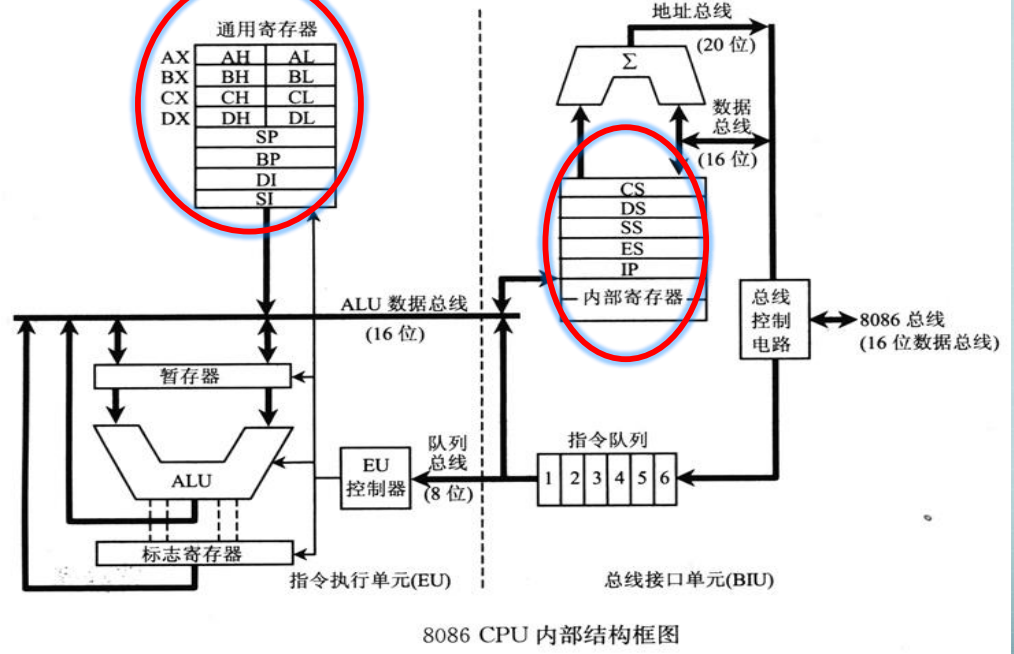 通用寄存器
AX AH AL
BX BH BL
CX CH CL
DX DH DL
SP
BP
DI
SI
ALU 数据总线
(16 位)
暂存器
ALU
标志寄存器
EU
控制器
队列
总线
(8 位)
指令执行单元(EU)
地址总线
(20 位)
Σ
数据
总线
(16 位)
CS
DS
SS
ES
IP
内部寄存器
总线
控制
电路
8086 总线
(16 位数据总线)
指令队列
1 2 3 4 5 6
总线接口单元(BIU)
8086 CPU 内部结构框图